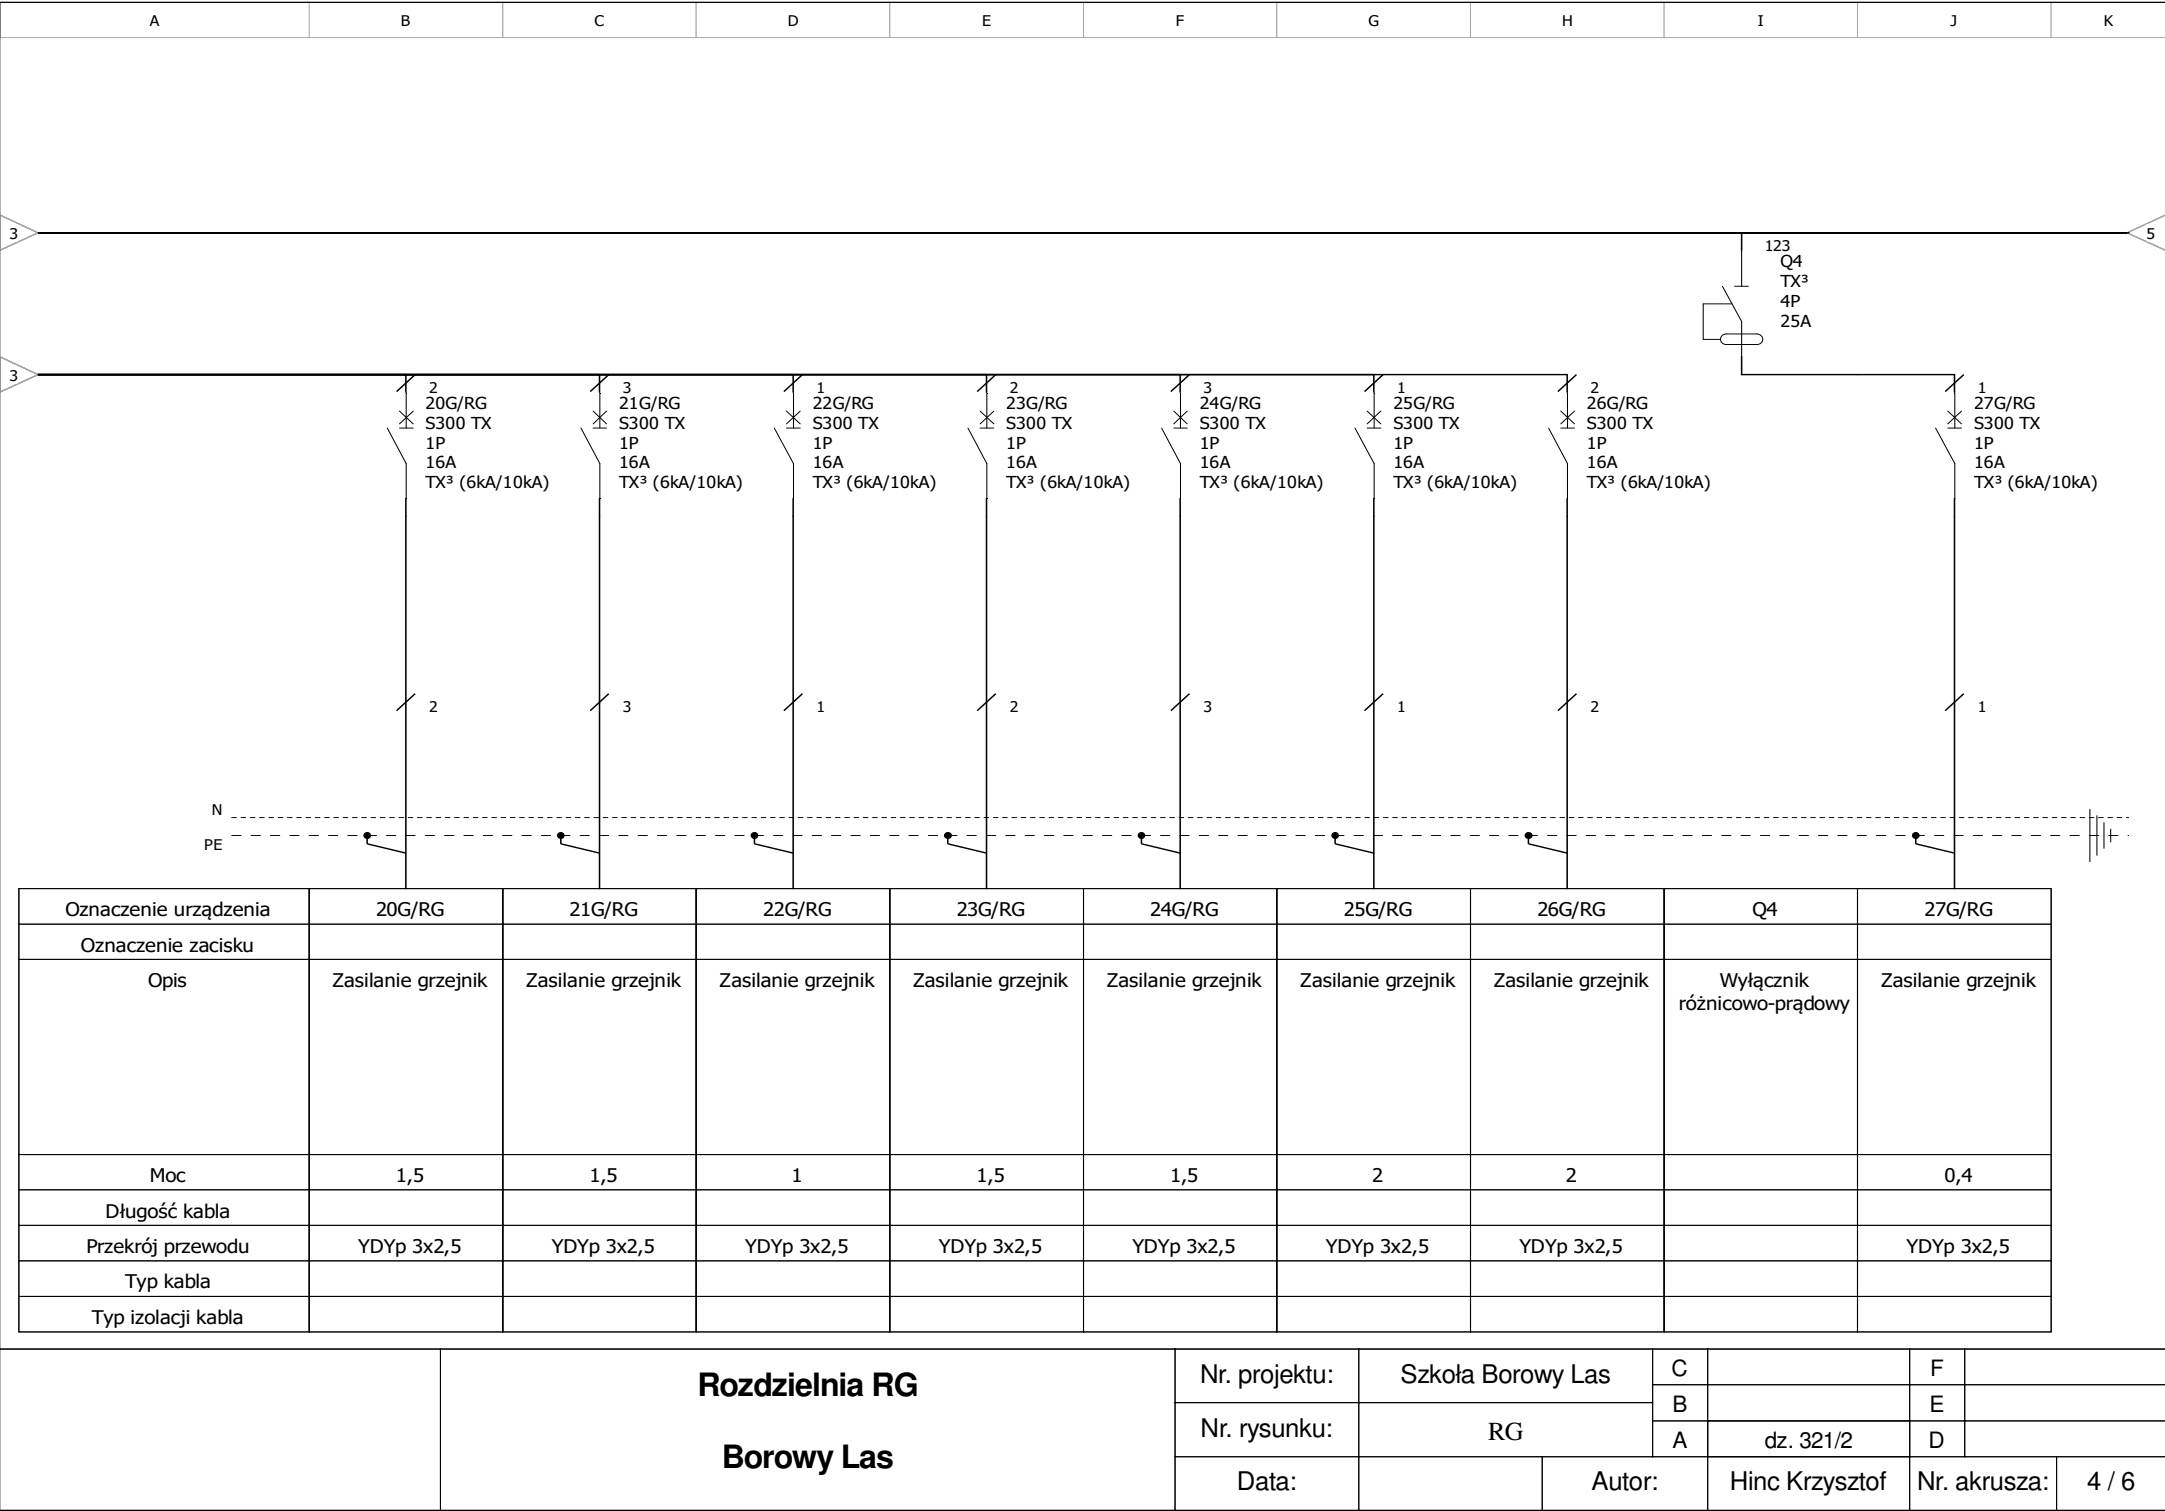 A B C D E F G H I J K
3 5
123
Q4
TX³
4P
25A
3
2 3 1 2 3 1 2 1
20G/RG 21G/RG 22G/RG 23G/RG 24G/RG 25G/RG 26G/RG 27G/RG
S300 TX S300 TX S300 TX S300 TX S300 TX S300 TX S300 TX S300 TX
1P 1P 1P 1P 1P 1P 1P 1P
16A 16A 16A 16A 16A 16A 16A 16A
TX³ (6kA/10kA) TX³ (6kA/10kA) TX³ (6kA/10kA) TX³ (6kA/10kA) TX³ (6kA/10kA) TX³ (6kA/10kA) TX³ (6kA/10kA) TX³ (6kA/10kA)
2 3 1 2 3 1 2 1
N
PE
Oznaczenie urządzenia 20G/RG 21G/RG 22G/RG 23G/RG 24G/RG 25G/RG 26G/RG Q4 27G/RG
Oznaczenie zacisku
Opis Zasilanie grzejnik Zasilanie grzejnik Zasilanie grzejnik Zasilanie grzejnik Zasilanie grzejnik Zasilanie grzejnik Zasilanie grzejnik Wyłącznik Zasilanie grzejnik
różnicowo-prądowy
Moc 1,5 1,5 1 1,5 1,5 2 2 0,4
Długość kabla
Przekrój przewodu YDYp 3x2,5 YDYp 3x2,5 YDYp 3x2,5 YDYp 3x2,5 YDYp 3x2,5 YDYp 3x2,5 YDYp 3x2,5 YDYp 3x2,5
Typ kabla
Typ izolacji kabla
Rozdzielnia RG
Borowy Las
Nr. projektu: Szkoła Borowy Las C F
B E
Nr. rysunku: RG
A dz. 321/2 D
Data: Autor: Hinc Krzysztof Nr. akrusza: 4 / 6